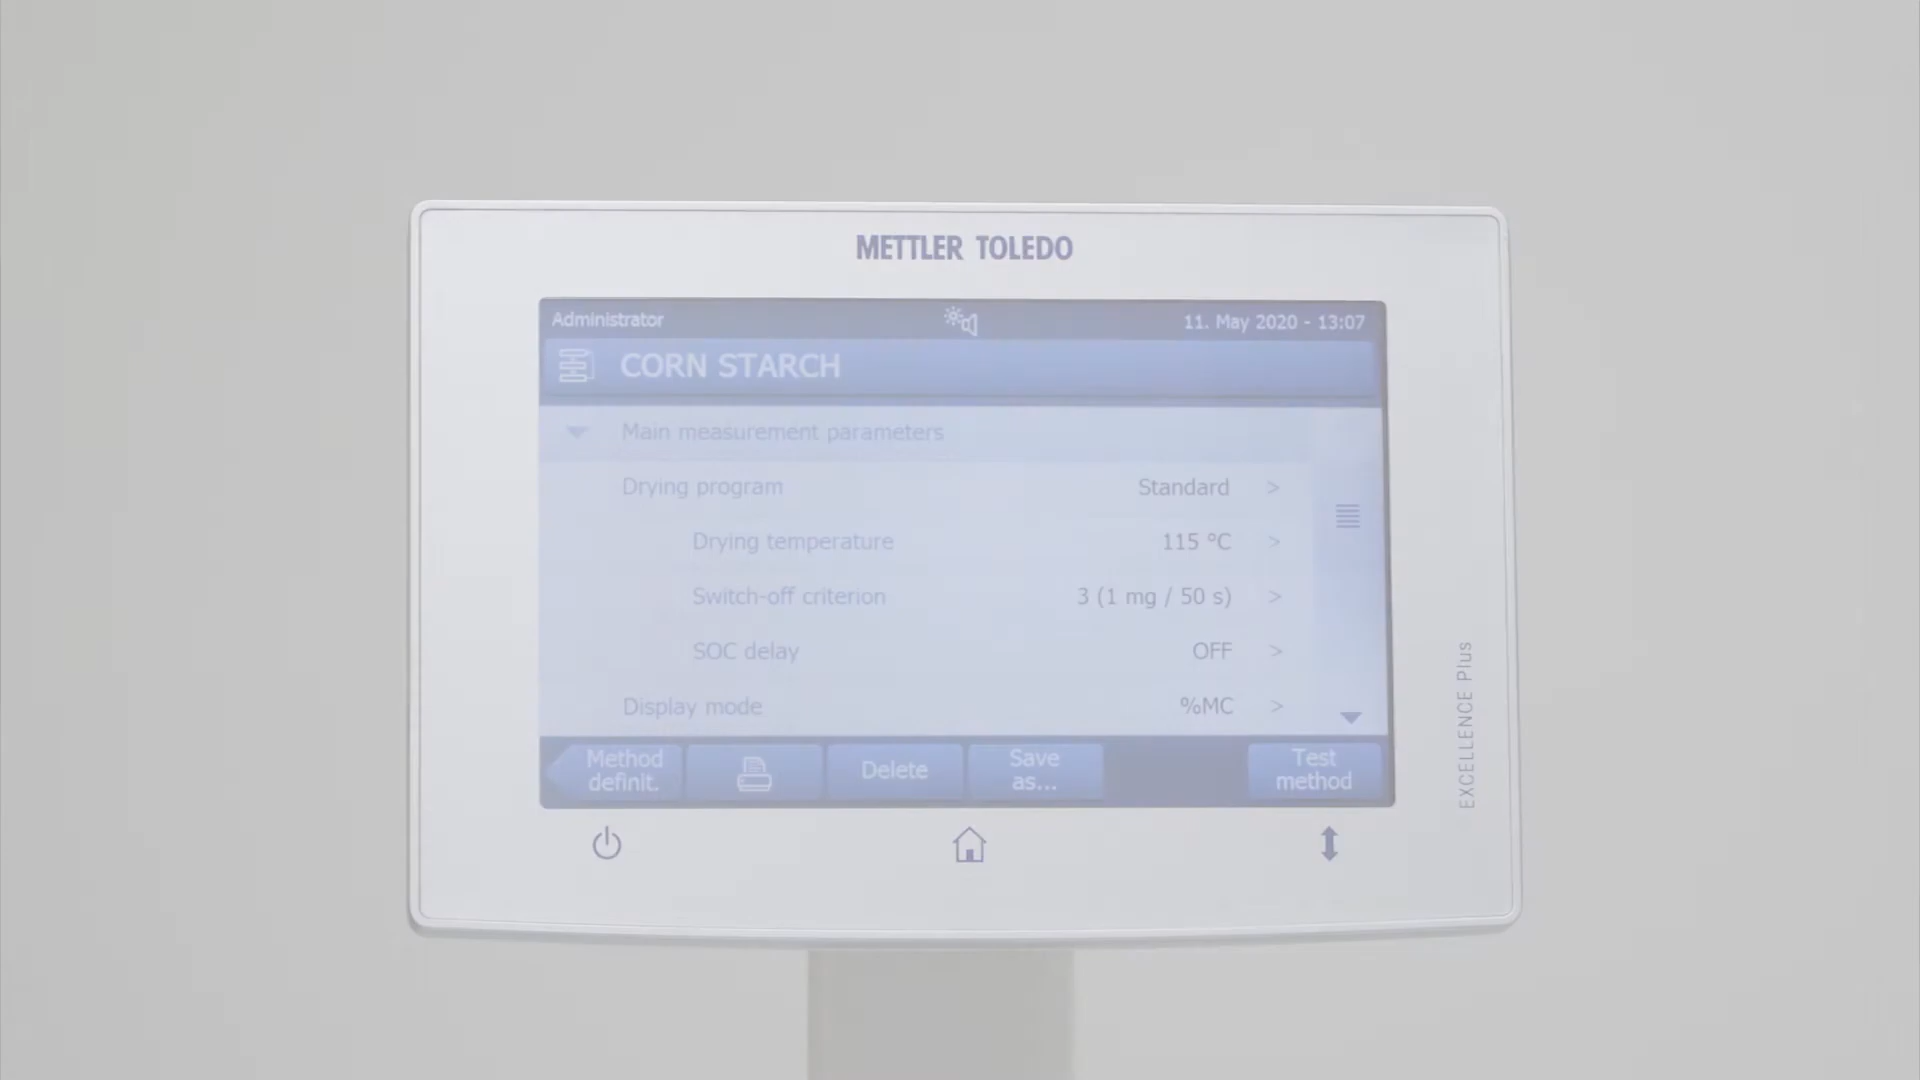 METTLER TOLEDO
Administrator
11. May 2020 - 13:07
CORN STARCH
Main measurement parameters
Drying program Standard >
Drying temperature 115 °C >
Switch-off criterion 3 (1 mg / 50 s) >
SOC delay OFF >
Display mode %MC >
Method
definit.
Delete
Save
as...
Test
method
EXCELLENCE Plus